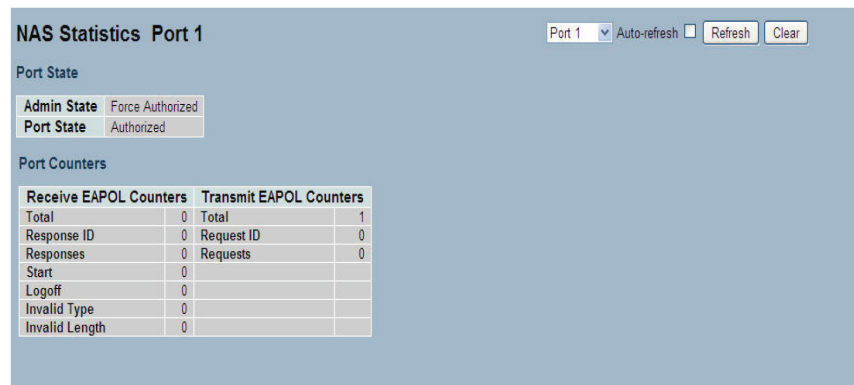 NAS Statistics Port 1
Port 1 Auto-refresh Refresh Clear
Port State
Admin State Force Authorized
Port State Authorized
Port Counters
Receive EAPOL Counters Transmit EAPOL Counters
Total 0 Total 1
Response ID 0 Request ID 0
Responses 0 Requests 0
Start 0
Logoff 0
Invalid Type 0
Invalid Length 0